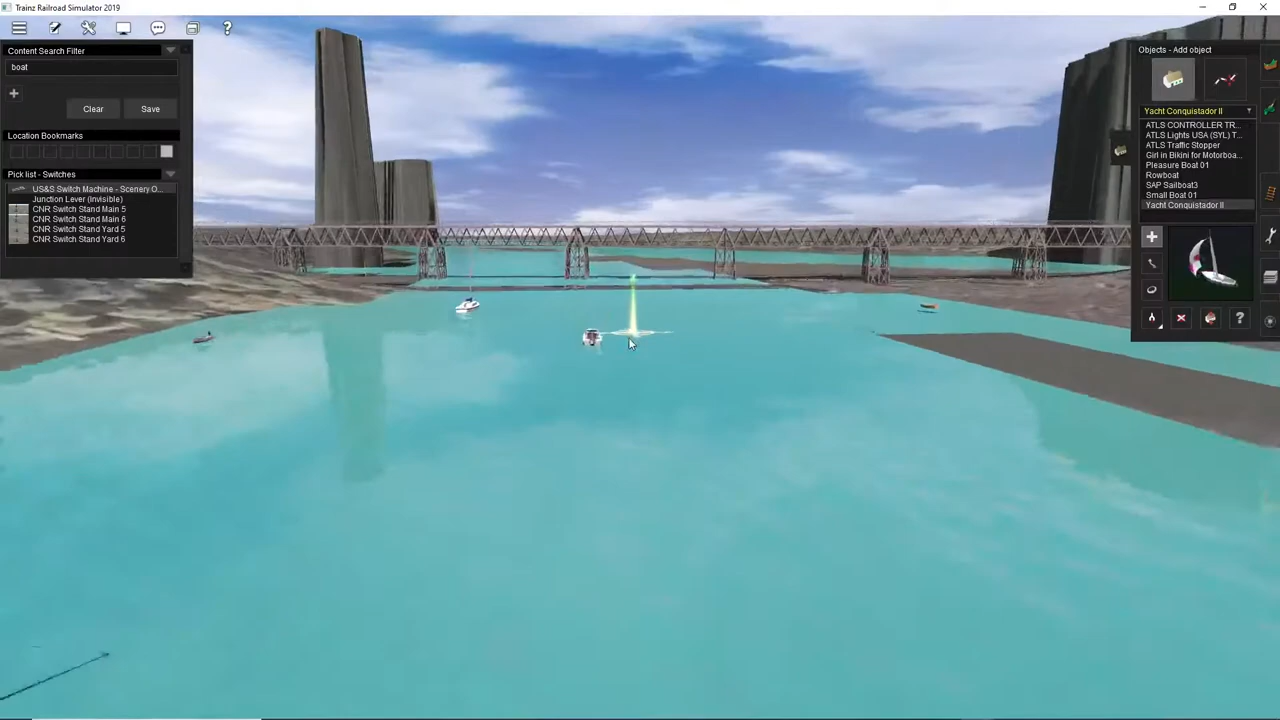 Trainz Railroad Simulator 2019
Content Search Filter
boat
Clear
Save
Location Bookmarks
Pick list - Switches
US&S Switch Machine - Scenery O...
Junction Lever (Invisible)
CNR Switch Stand Main 5
CNR Switch Stand Main 6
CNR Switch Stand Yard 5
CNR Switch Stand Yard 6
Objects - Add object
Yacht Conquistador II
ATLS CONTROLLER TR...
ATLS Lights USA (SYL) T...
ATLS Traffic Stopper
Girl in Bikini for Motorboa...
Pleasure Boat 01
Rowboat
SAP Sailboat3
Small Boat 01
Yacht Conquistador II